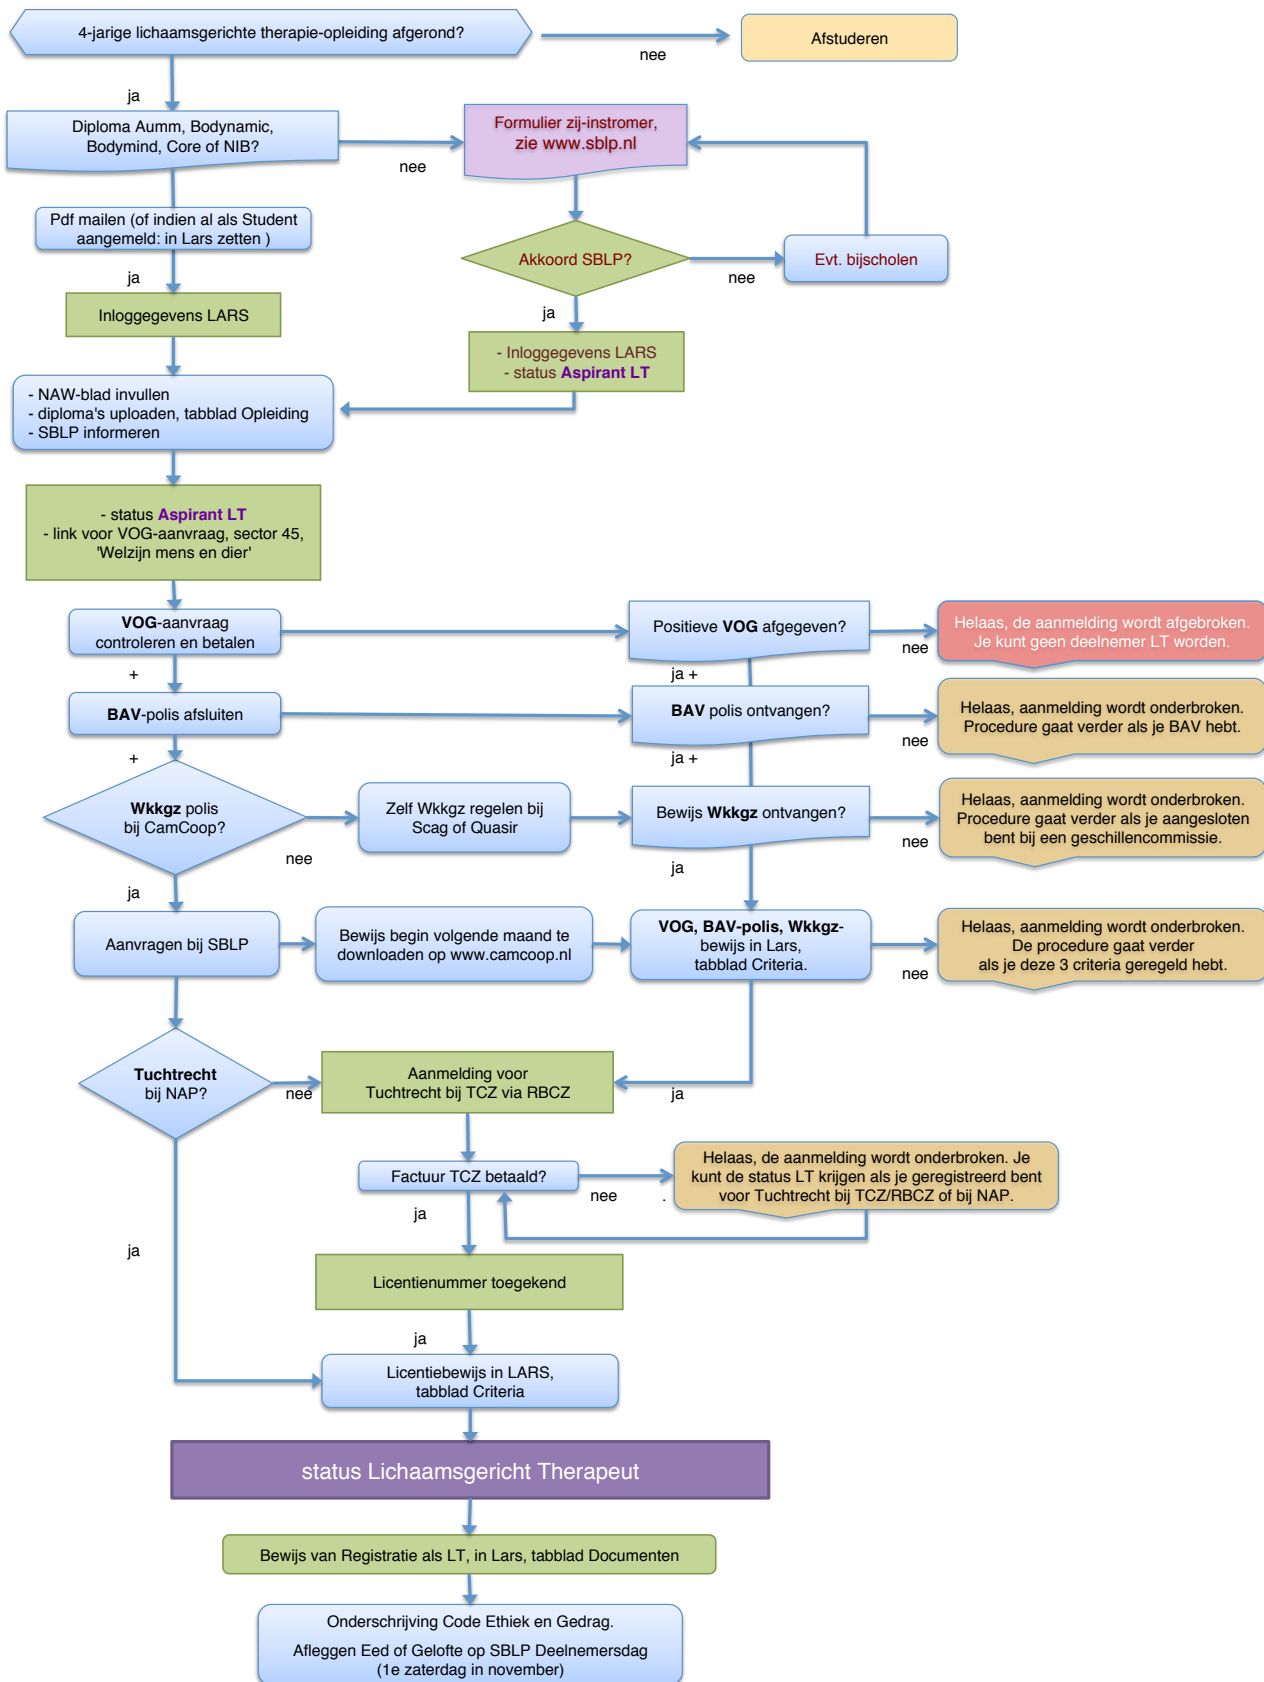 4-jarige lichaamsgerichte therapie-opleiding afgerond?
nee
Afstuderen
ja
Diploma Aumm, Bodynamic,
Bodymind, Core of NIB?
nee
Formulier zij-instromer,
zie www.sblp.nl
Pdf mailen (of indien al als Student
aangemeld: in Lars zetten )
Akkoord SBLP?
nee
Evt. bijscholen
ja
Inloggegevens LARS
ja
- Inloggegevens LARS
- status Aspirant LT
- NAW-blad invullen
- diploma's uploaden, tabblad Opleiding
- SBLP informeren
- status Aspirant LT
- link voor VOG-aanvraag, sector 45,
'Welzijn mens en dier'
VOG-aanvraag
controleren en betalen
Positieve VOG afgegeven?
nee
Helaas, de aanmelding wordt afgebroken.
Je kunt geen deelnemer LT worden.
+
ja +
BAV-polis afsluiten
BAV polis ontvangen?
nee
Helaas, aanmelding wordt onderbroken.
Procedure gaat verder als je BAV hebt.
+
ja +
Wkkgz polis
bij CamCoop?
nee
Zelf Wkkgz regelen bij
Scag of Quasir
Bewijs Wkkgz ontvangen?
nee
Helaas, aanmelding wordt onderbroken.
Procedure gaat verder als je aangesloten
bent bij een geschillencommissie.
ja
ja
Aanvragen bij SBLP
Bewijs begin volgende maand te
downloaden op www.camcoop.nl
VOG, BAV-polis, Wkkgz-
bewijs in Lars,
tabblad Criteria.
nee
Helaas, aanmelding wordt onderbroken.
De procedure gaat verder
als je deze 3 criteria geregeld hebt.
Tuchtrecht
bij NAP?
nee
Aanmelding voor
Tuchtrecht bij TCZ via RBCZ
ja
Factuur TCZ betaald?
nee
.
Helaas, de aanmelding wordt onderbroken. Je
kunt de status LT krijgen als je geregistreerd bent
voor Tuchtrecht bij TCZ/RBCZ of bij NAP.
ja
ja
Licentienummer toegekend
ja
Licentiebewijs in LARS,
tabblad Criteria
status Lichaamsgericht Therapeut
Bewijs van Registratie als LT, in Lars, tabblad Documenten
Onderschrijving Code Ethiek en Gedrag.
Afleggen Eed of Gelofte op SBLP Deelnemersdag
(1e zaterdag in november)